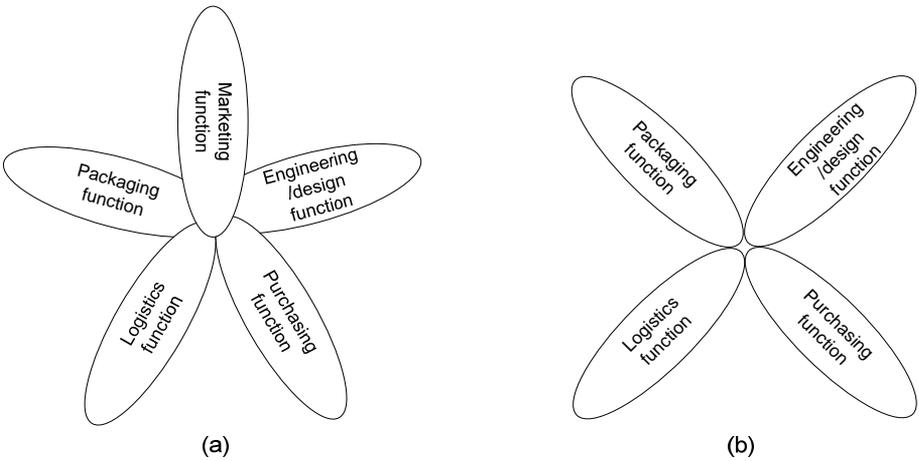 Marketing
function
Packaging
function
Engineering
/design
function
Logistics
function
Purchasing
function
(a)
Packaging
function
Engineering
/design
function
Logistics
function
Purchasing
function
(b)